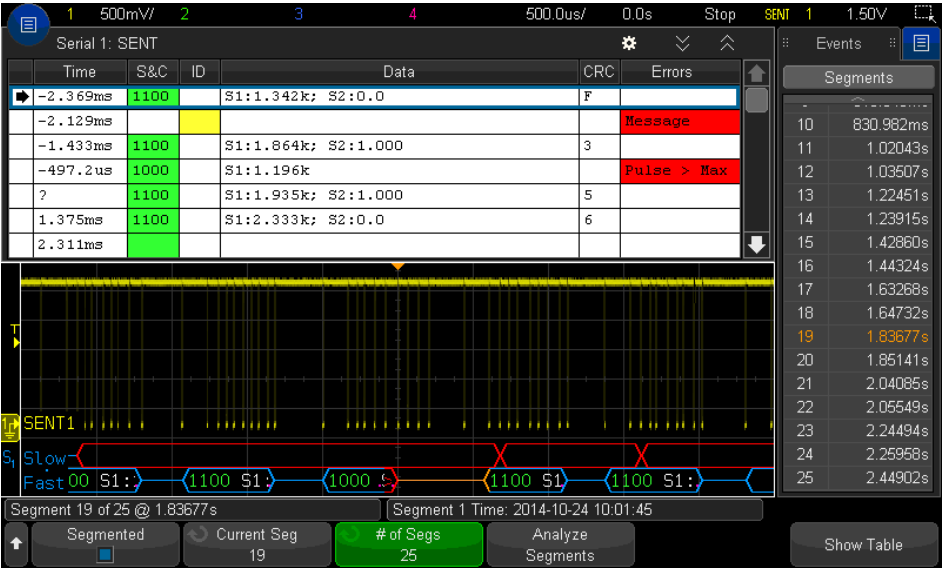 1 500mV/ 2 3 4 500.0us/ 0.0s Stop SENT 1 1.50V
Serial 1: SENT
Time S&C ID Data CRC Errors
-2.369ms 1100 S1:1.342k; S2:0.0 F
-2.129ms Message
-1.433ms 1100 S1:1.864k; S2:1.000 3
-497.2us 1000 S1:1.196k Pulse > Max
? 1100 S1:1.935k; S2:1.000 5
1.375ms 1100 S1:2.333k; S2:0.0 6
2.311ms
Events
Segments
10 830.982ms
11 1.02043s
12 1.03507s
13 1.22451s
14 1.23915s
15 1.42860s
16 1.44324s
17 1.63268s
18 1.64732s
19 1.83677s
20 1.85141s
21 2.04085s
22 2.05549s
23 2.24494s
24 2.25958s
25 2.44902s
T
1 SENT1
S1 Slow
Fast 00 S1: 1100 S1: 1000 S 1100 S1 1100 S1:
Segment 19 of 25 @ 1.83677s Segment 1 Time: 2014-10-24 10:01:45
Segmented Current Seg 19 # of Segs 25 Analyze Segments Show Table